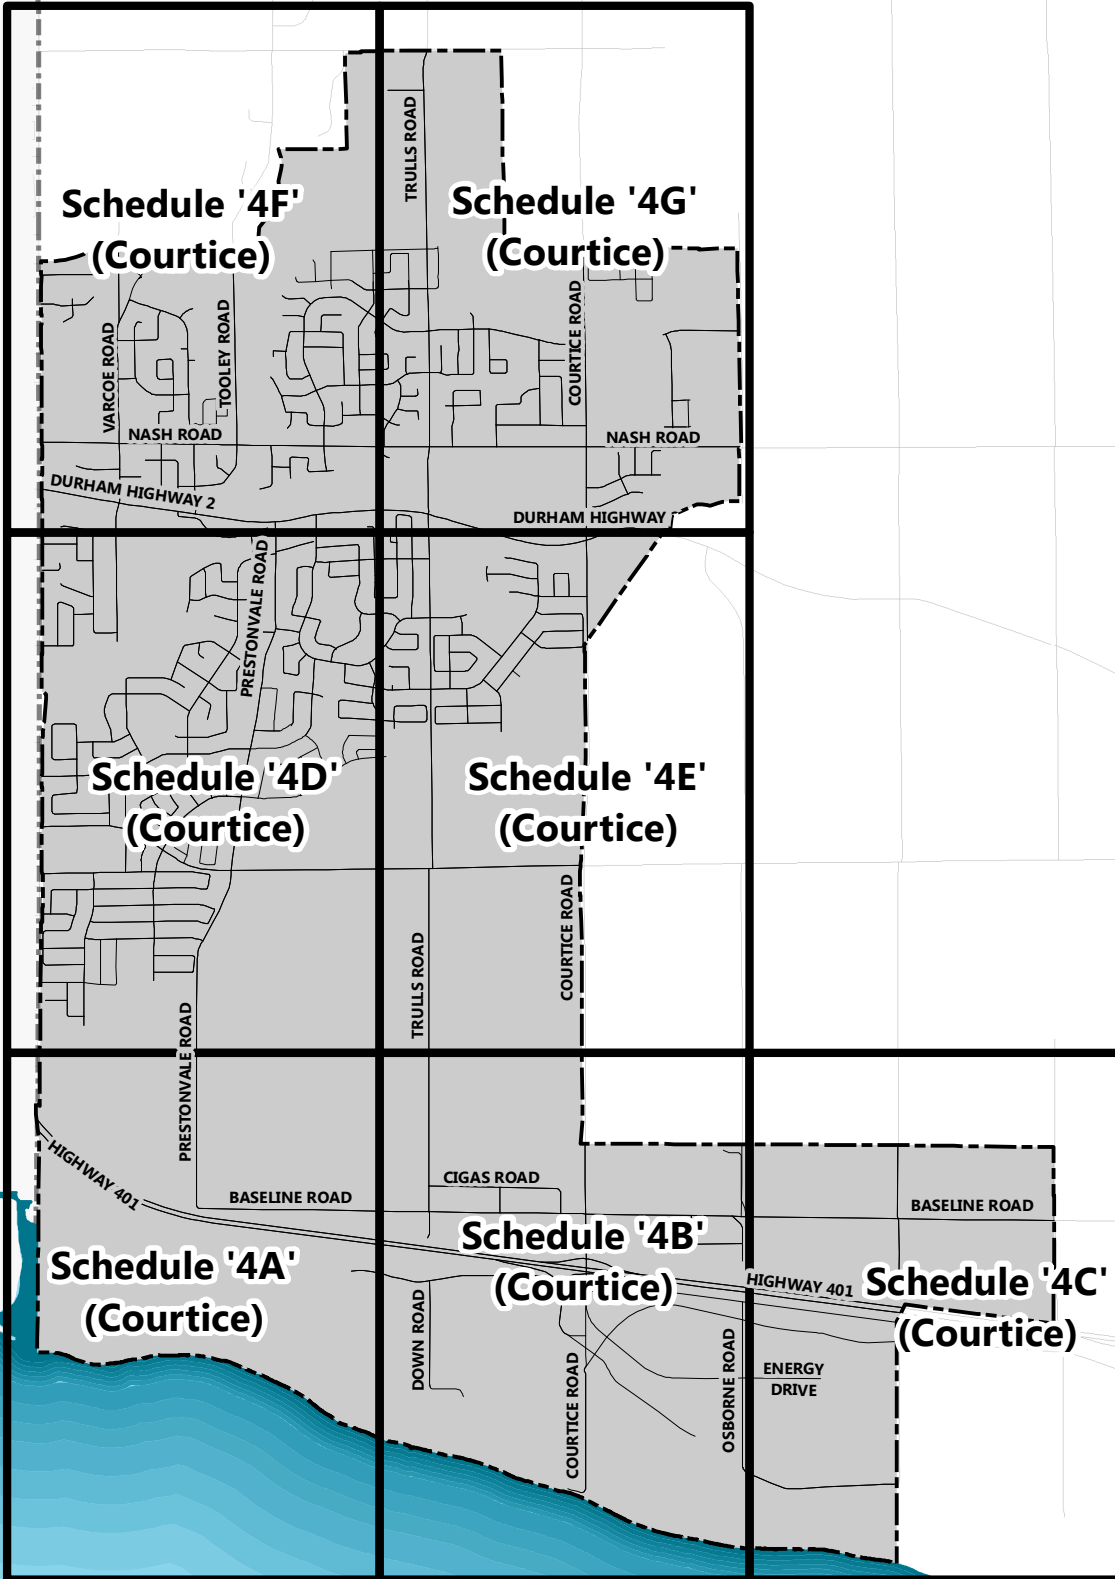 TRULLS ROAD
Schedule '4F'
(Courtice)
Schedule '4G'
(Courtice)
VARCOE ROAD
TOOLEY ROAD
COURTICE ROAD
NASH ROAD
NASH ROAD
DURHAM HIGHWAY 2
DURHAM HIGHWAY
PRESTONVALE ROAD
Schedule '4D'
(Courtice)
Schedule '4E'
(Courtice)
COURTICE ROAD
TRULLS ROAD
PRESTONVALE ROAD
HIGHWAY 401
BASELINE ROAD
CIGAS ROAD
BASELINE ROAD
Schedule '4A'
(Courtice)
Schedule '4B'
(Courtice)
HIGHWAY 401
Schedule '4C'
(Courtice)
DOWN ROAD
COURTICE ROAD
OSBORNE ROAD
ENERGY
DRIVE